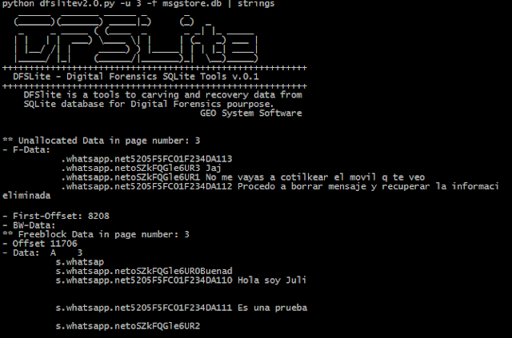 python dfslitev2.0.py -u 3 -f msgstore.db | strings
DFSLite
+++++++++++++++++++++++++++++++++++++++++++++++++++++++++
DFSLite - Digital Forensics SQLite Tools v.0.1
+++++++++++++++++++++++++++++++++++++++++++++++++++++++++
DFSlite is a tools to carving and recovery data from
SQLite database for Digital Forensics pourpose.
GEO System Software
** Unallocated Data in page number: 3
- F-Data:
.whatsapp.net5205F5FC01F234DA113
.whatsapp.netoSZkFQGle6UR3 Jaj
.whatsapp.netoSZkFQGle6UR1 No me vayas a cotilkear el movil q te veo
.whatsapp.net5205F5FC01F234DA112 Procedo a borrar mensaje y recuperar la informaci
eliminada
- First-Offset: 8208
- BW-Data:
** Freeblock Data in page number: 3
- Offset 11706
- Data: A 3
s.whatsap
s.whatsapp.netoSZkFQGle6UR0Buenad
s.whatsapp.net5205F5FC01F234DA110 Hola soy Juli
s.whatsapp.net5205F5FC01F234DA111 Es una prueba
s.whatsapp.netoSZkFQGle6UR2